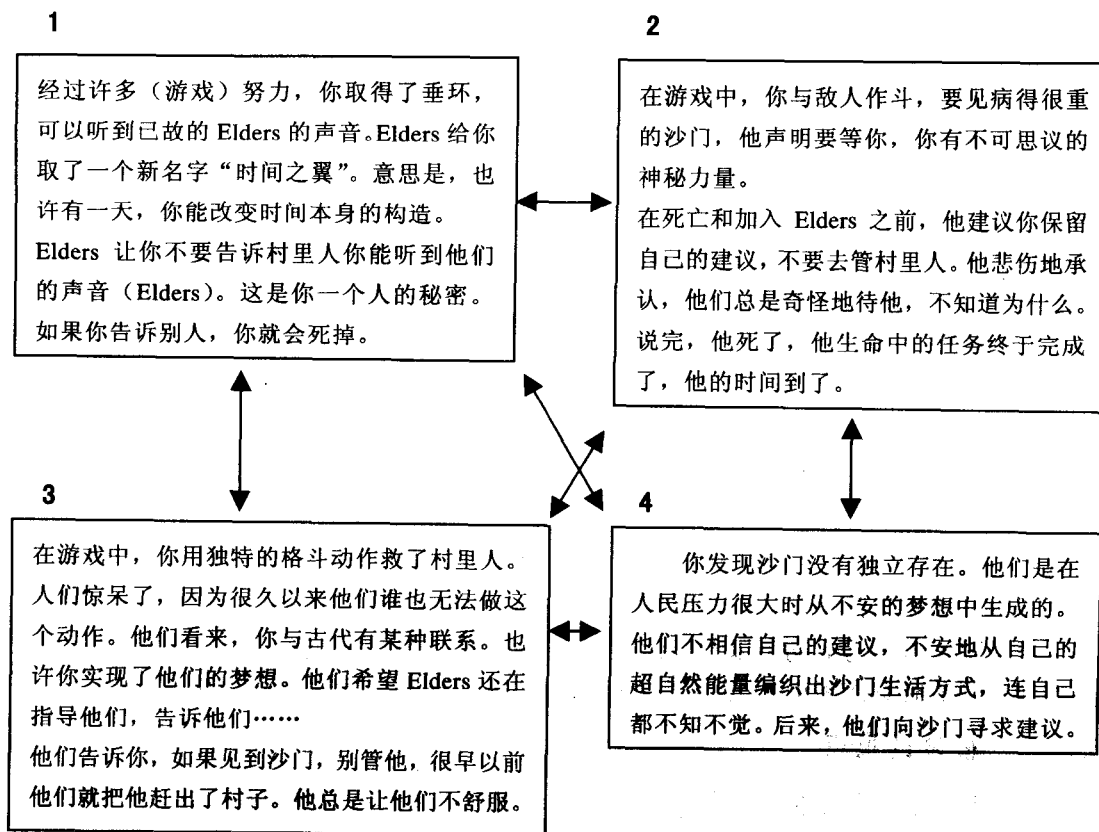 1
经过许多（游戏）努力，你取得了垂环，
可以听到已故的 Elders 的声音。Elders 给你
取了一个新名字“时间之翼”。意思是，也
许有一天，你能改变时间本身的构造。
Elders 让你不要告诉村里人你能听到他们
的声音（Elders）。这是你一个人的秘密。
如果你告诉别人，你就会死掉。
2
在游戏中，你与敌人作斗，要见病得很重
的沙门，他声明要等你，你有不可思议的
神秘力量。
在死亡和加入 Elders 之前，他建议你保留
自己的建议，不要去管村里人。他悲伤地承
认，他们总是奇怪地待他，不知道为什么。
说完，他死了，他生命中的任务终于完成
了，他的时间到了。
3
在游戏中，你用独特的格斗动作救了村里人。
人们惊呆了，因为很久以来他们谁也无法做这
个动作。他们看来，你与古代有某种联系。也
许你实现了他们的梦想。他们希望 Elders 还在
指导他们，告诉他们……
他们告诉你，如果见到沙门，别管他，很早以前
他们就把他赶出了村子。他总是让他们不舒服。
4
你发现沙门没有独立存在。他们是在
人民压力很大时从不安的梦想中生成的。
他们不相信自己的建议，不安地从自己的
超自然能量编织出沙门生活方式，连自己
都不知不觉。后来，他们向沙门寻求建议。